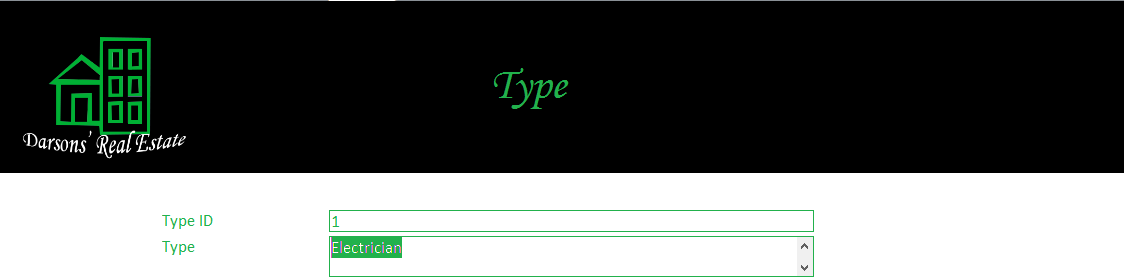 Type
Darsons' Real Estate
Type ID
1
Type
Electrician